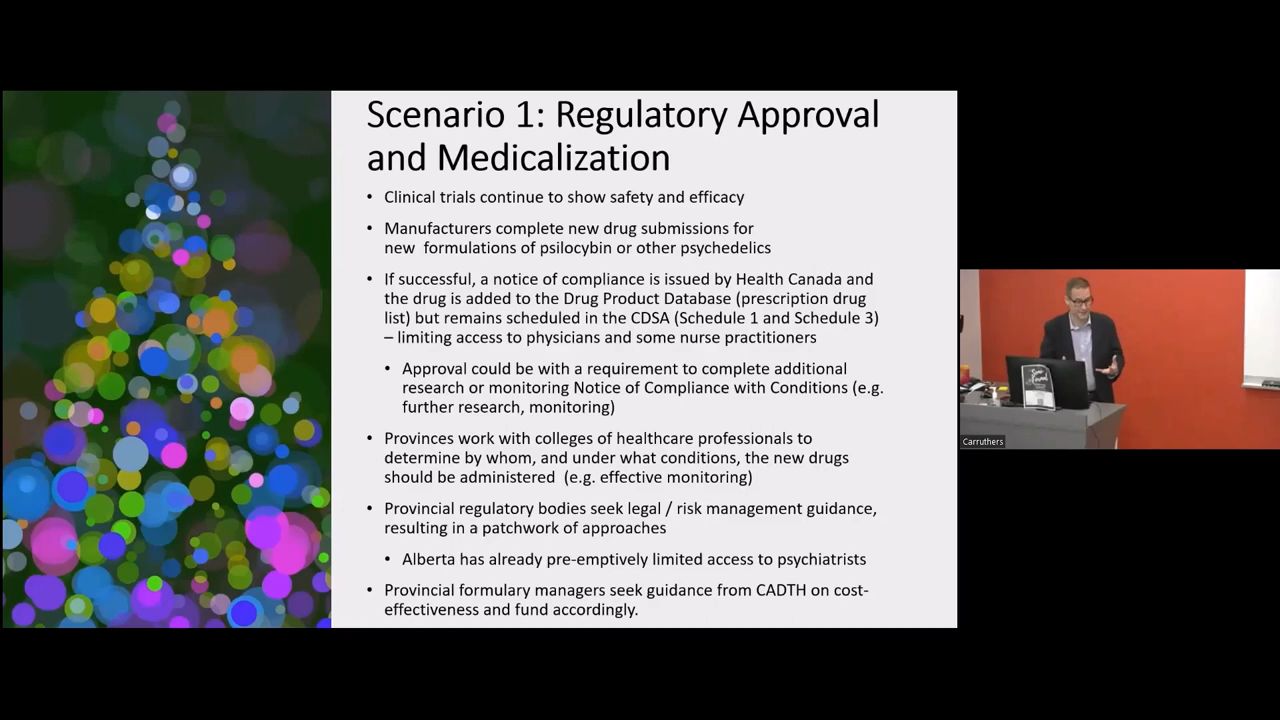 Scenario 1: Regulatory Approval
and Medicalization
• Clinical trials continue to show safety and efficacy
• Manufacturers complete new drug submissions for
new  formulations of psilocybin or other psychedelics
• If successful, a notice of compliance is issued by Health Canada and
the drug is added to the Drug Product Database (prescription drug
list) but remains scheduled in the CDSA (Schedule 1 and Schedule 3)
– limiting access to physicians and some nurse practitioners
• Approval could be with a requirement to complete additional
research or monitoring Notice of Compliance with Conditions (e.g.
further research, monitoring)
• Provinces work with colleges of healthcare professionals to
determine by whom, and under what conditions, the new drugs
should be administered  (e.g. effective monitoring)
• Provincial regulatory bodies seek legal / risk management guidance,
resulting in a patchwork of approaches
• Alberta has already pre-emptively limited access to psychiatrists
• Provincial formulary managers seek guidance from CADTH on cost-
effectiveness and fund accordingly.
Carruthers